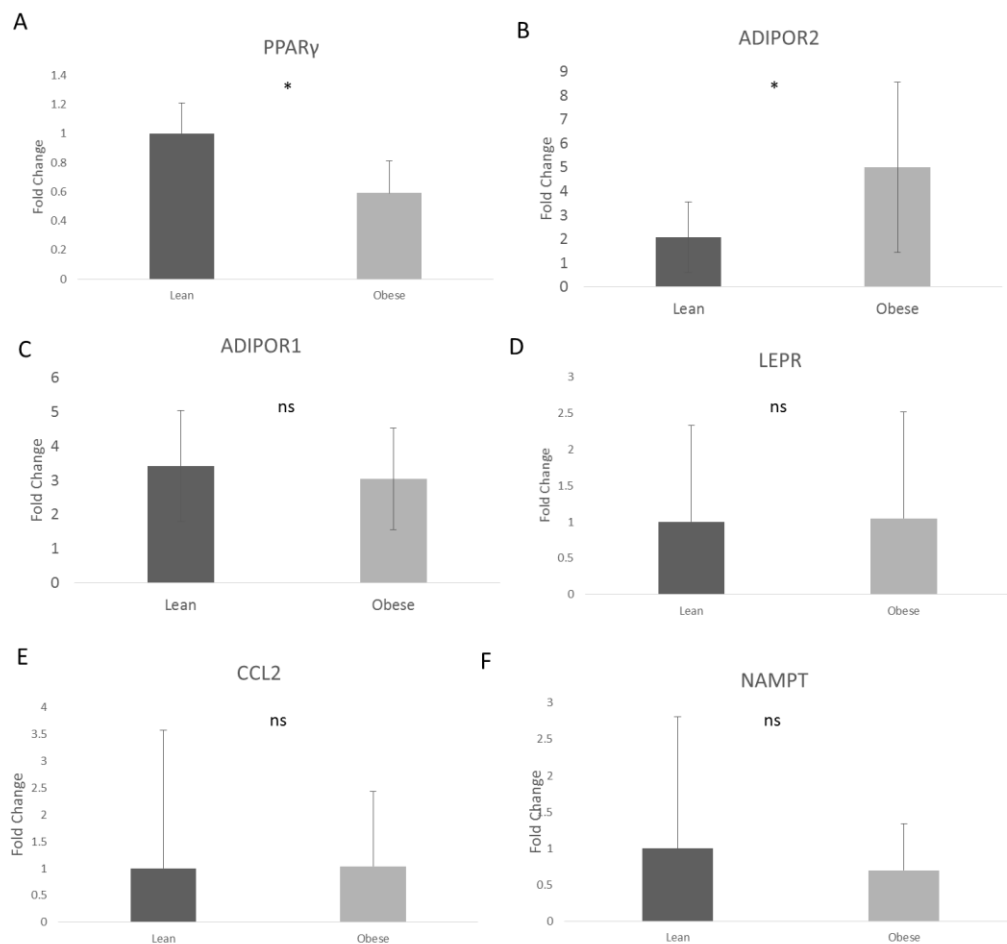 A
PPARγ
*
Fold Change
1.4
1.2
1
0.8
0.6
0.4
0.2
0
Lean
Obese
B
ADIPOR2
*
Fold Change
9
8
7
6
5
4
3
2
1
0
Lean
Obese
C
ADIPOR1
ns
Fold Change
6
5
4
3
2
1
0
Lean
Obese
D
LEPR
ns
Fold Change
3
2.5
2
1.5
1
0.5
0
Lean
Obese
E
CCL2
ns
Fold Change
4
3.5
3
2.5
2
1.5
1
0.5
0
Lean
Obese
F
NAMPT
ns
Fold Change
3
2.5
2
1.5
1
0.5
0
Lean
Obese